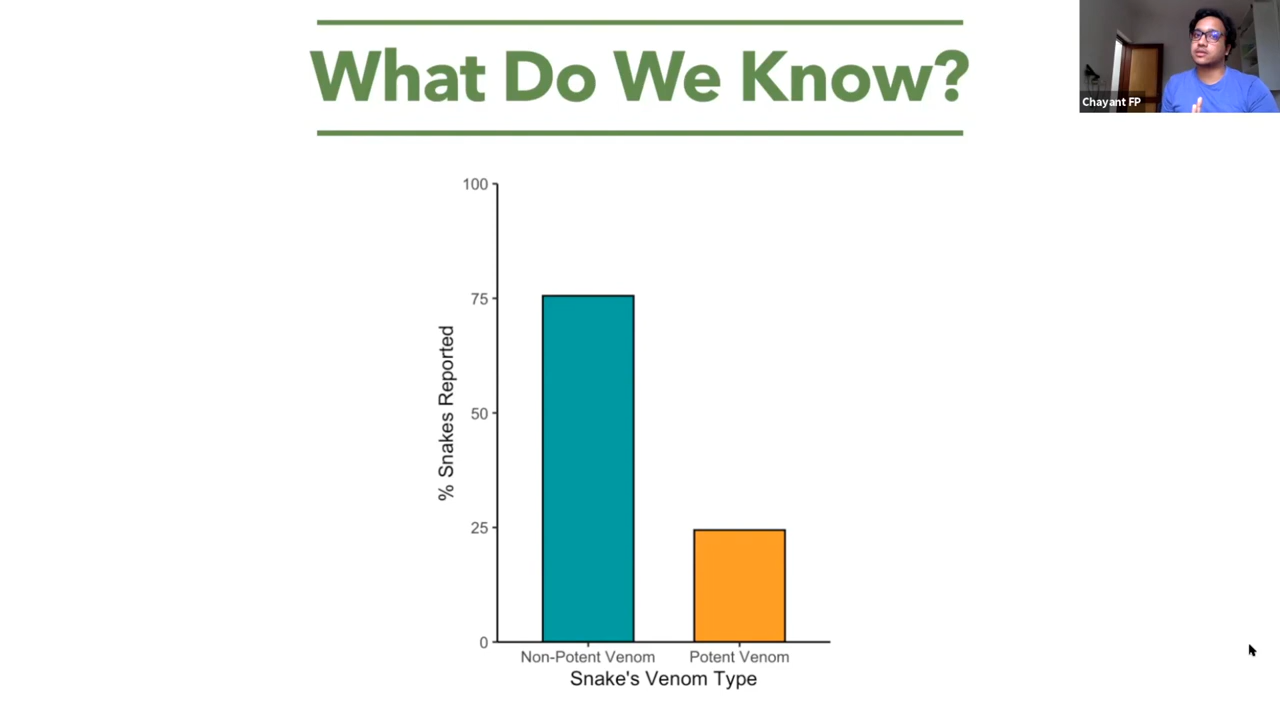 What Do We Know?
Chayant FP
100
75
50
25
0
% Snakes Reported
Non-Potent Venom
Potent Venom
Snake's Venom Type